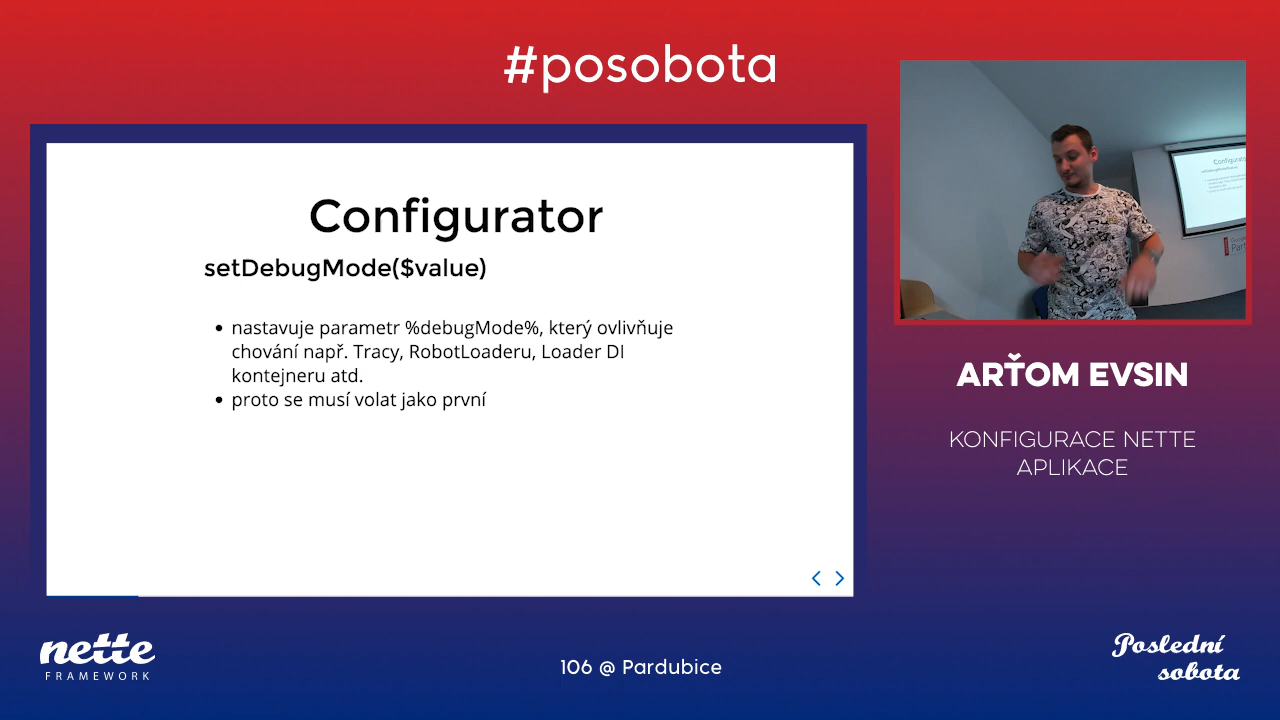 #posobota
Configurator
setDebugMode($value)
nastavuje parametr %debugMode%, který ovlivňuje
chování např. Tracy, RobotLoaderu, Loader DI
kontejneru atd.
proto se musí volat jako první
ARŤOM EVSIN
KONFIGURACE NETTE
APLIKACE
nette
FRAMEWORK
106 @ Pardubice
Poslední
sobota